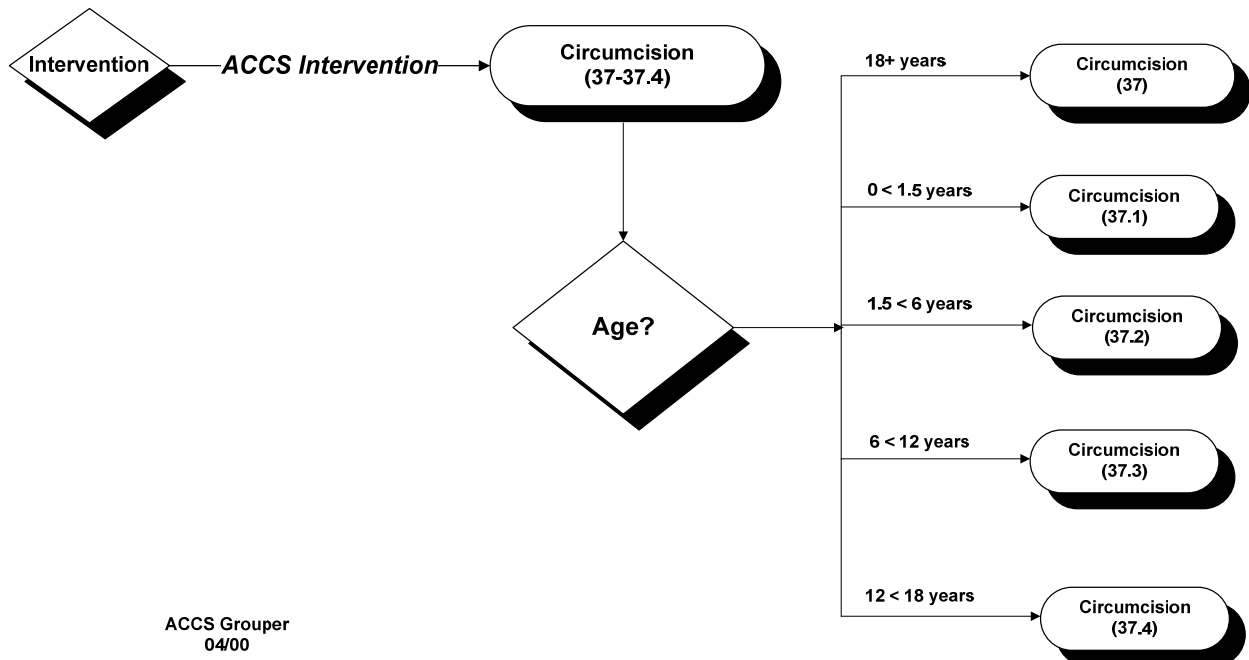 Intervention
ACCS Intervention
Circumcision
(37-37.4)
Age?
18+ years
Circumcision
(37)
0 < 1.5 years
Circumcision
(37.1)
1.5 < 6 years
Circumcision
(37.2)
6 < 12 years
Circumcision
(37.3)
12 < 18 years
Circumcision
(37.4)
ACCS Grouper
04/00